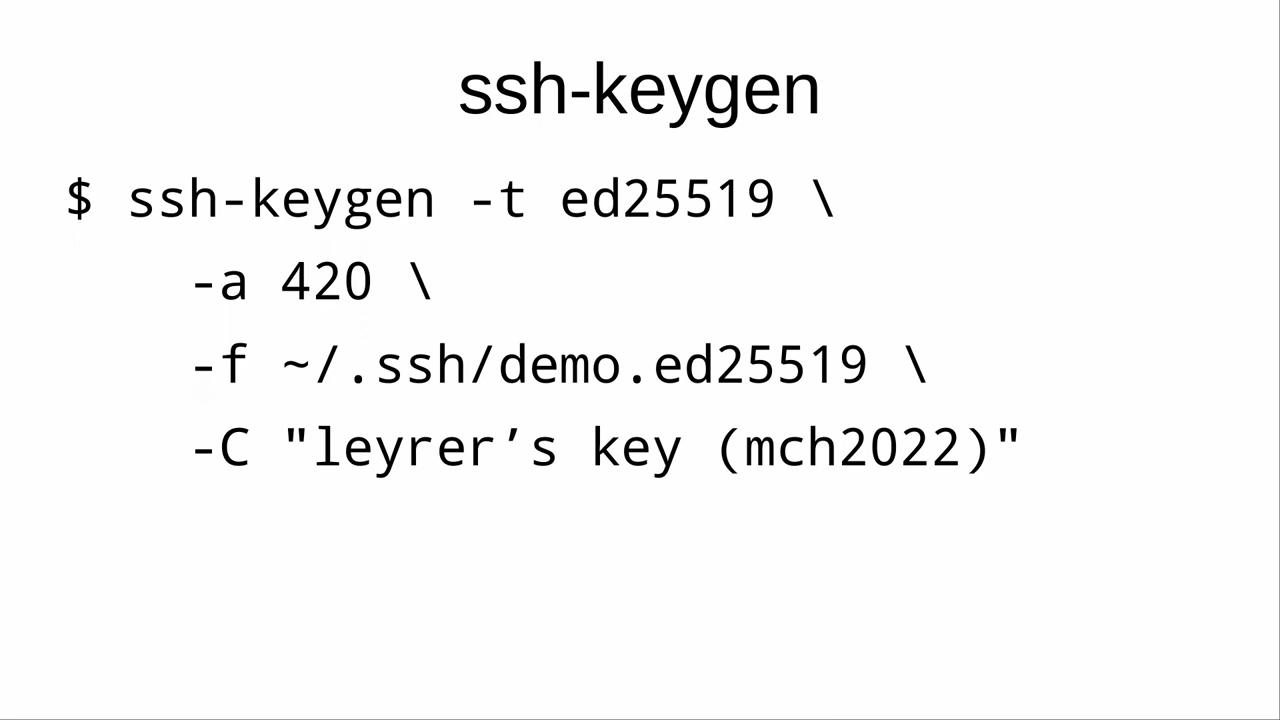 ssh-keygen
$ ssh-keygen -t ed25519 \
-a 420 \
-f ~/.ssh/demo.ed25519 \
-C "leyrer’s key (mch2022)"